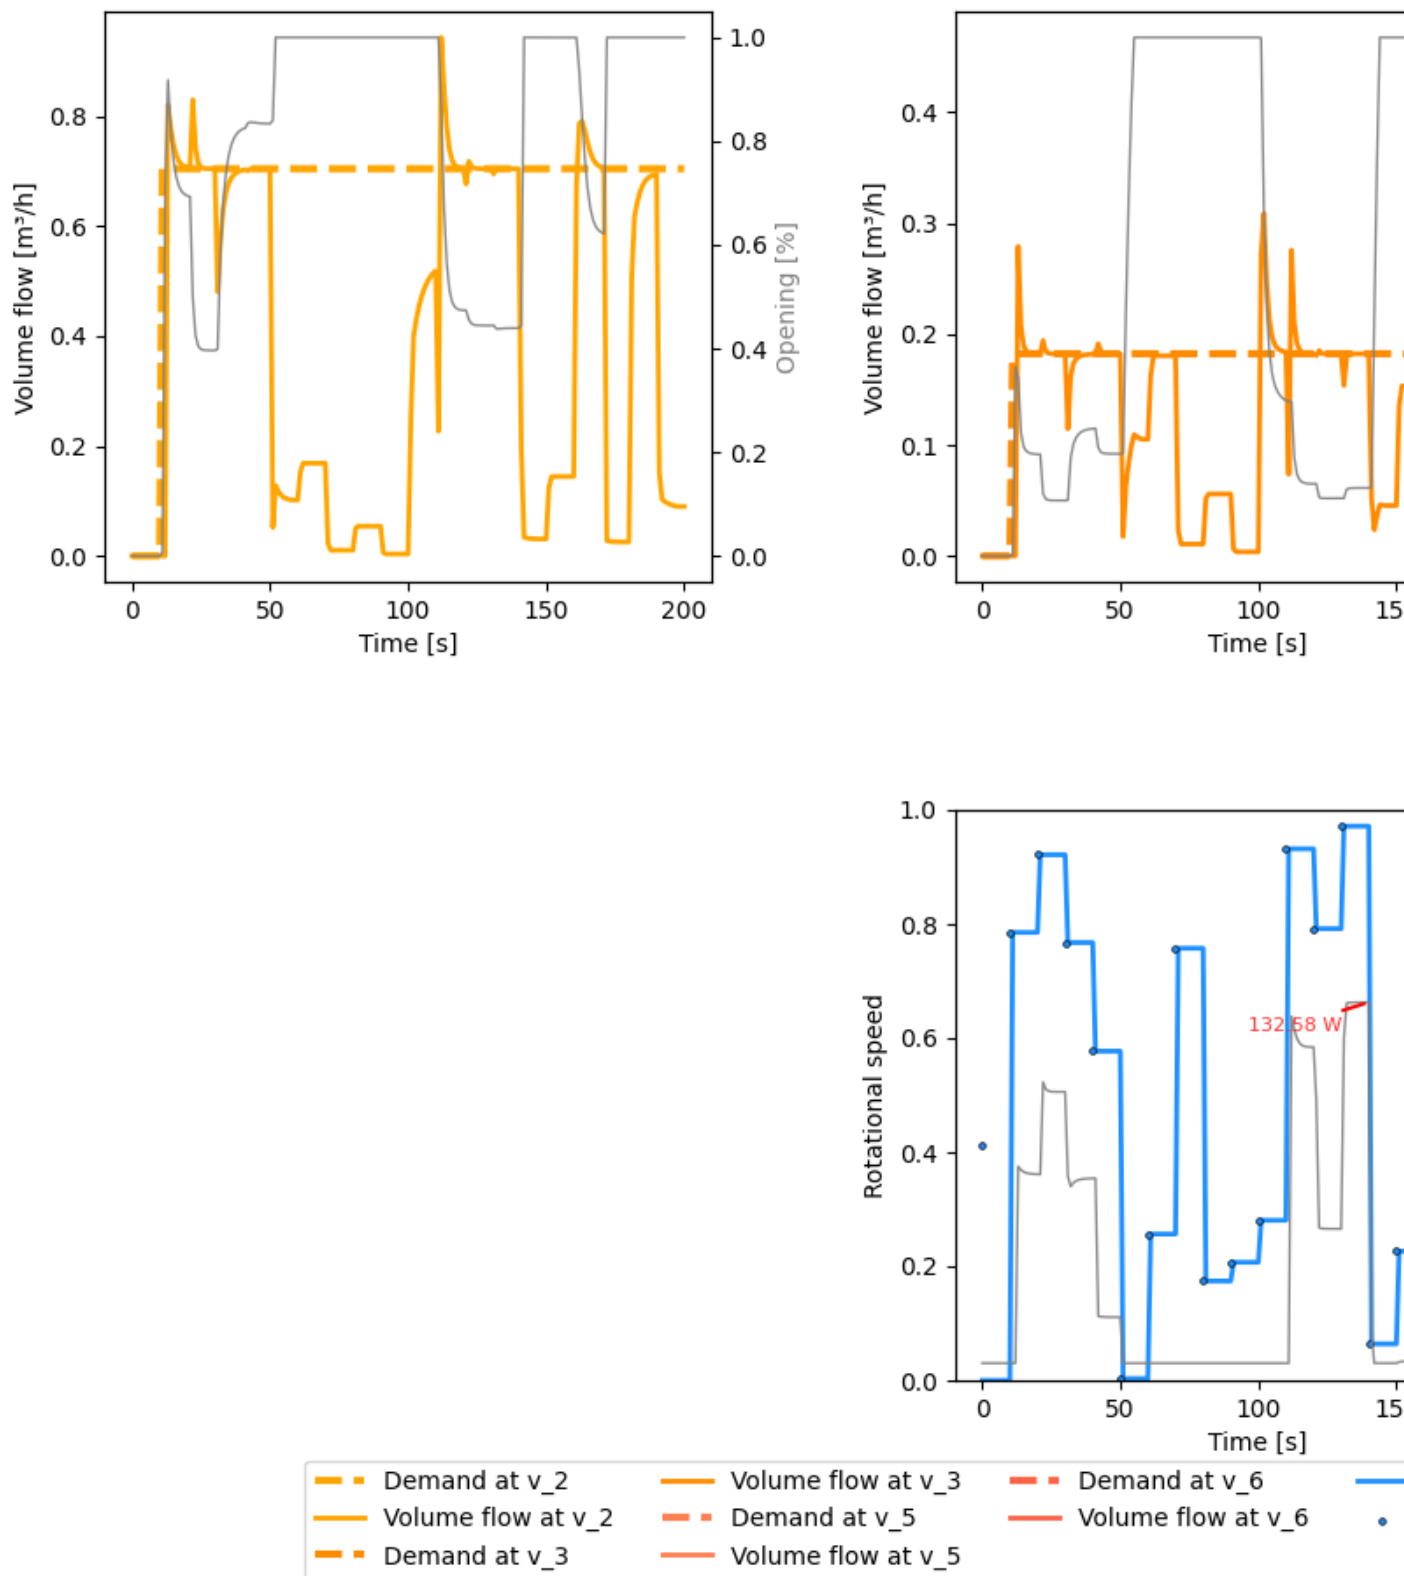 0.8
0.6
0.4
0.2
0.0
Volume flow [m³/h]
1.0
0.8
0.6
0.4
0.2
0.0
Opening [%]
0
50
100
150
200
Time [s]
0.4
0.3
0.2
0.1
0.0
Volume flow [m³/h]
0
50
100
15
Time [s]
1.0
0.8
0.6
0.4
0.2
0.0
Rotational speed
132.58 W
0
50
100
15
Time [s]
Demand at v_2
Volume flow at v_2
Demand at v_3
Volume flow at v_3
Demand at v_5
Volume flow at v_5
Demand at v_6
Volume flow at v_6